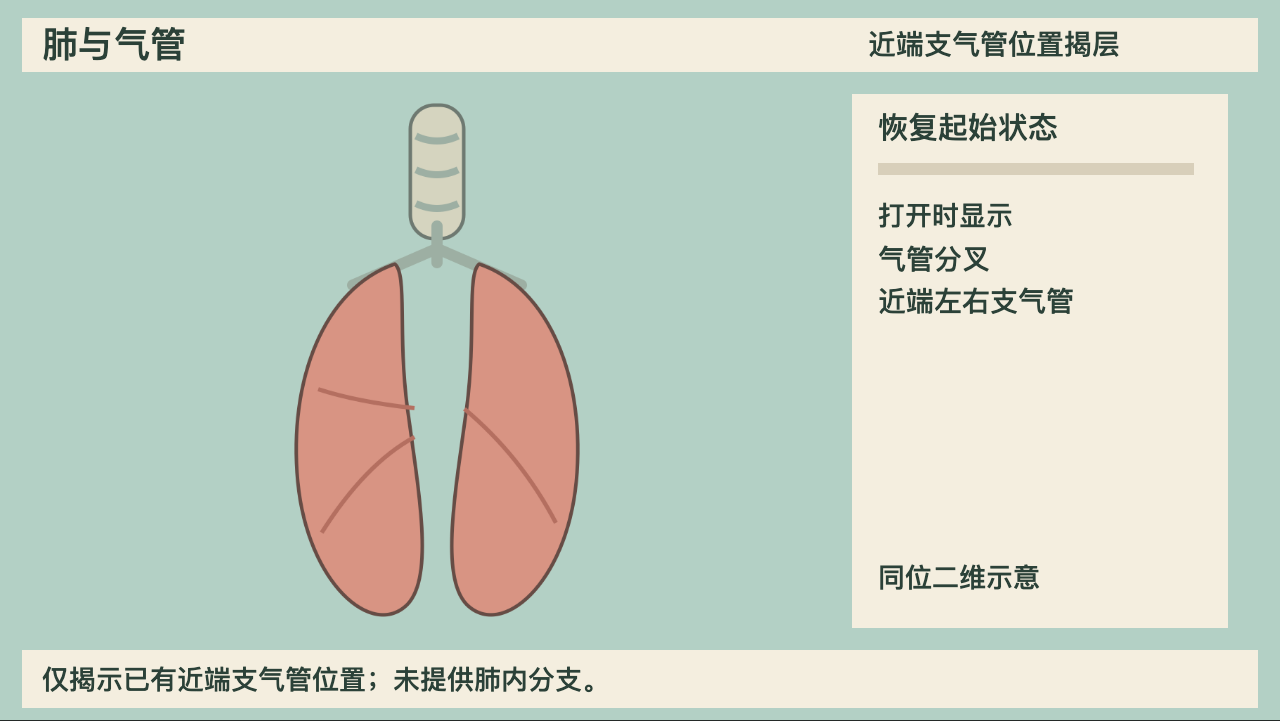 肺与气管
近端支气管位置揭层
恢复起始状态
打开时显示
气管分叉
近端左右支气管
同位二维示意
仅揭示已有近端支气管位置；未提供肺内分支。